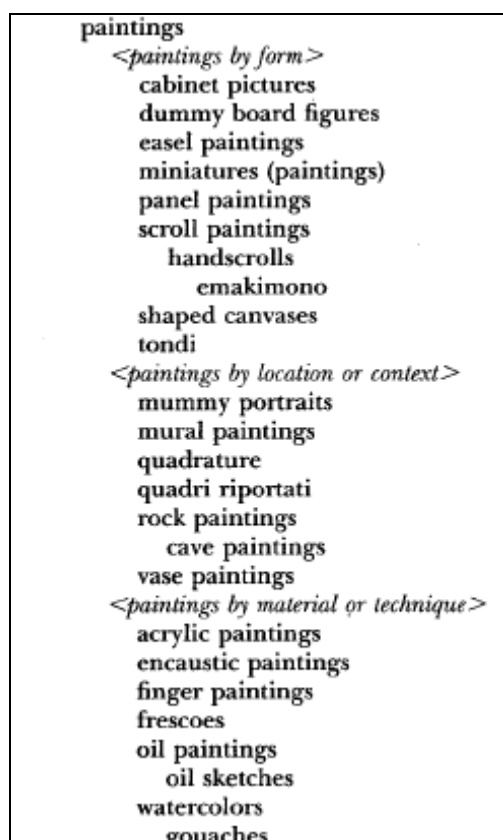 paintings
<paintings by form>
cabinet pictures
dummy board figures
easel paintings
miniatures (paintings)
panel paintings
scroll paintings
handscrolls
emakimono
shaped canvases
tondi
<paintings by location or context>
mummy portraits
mural paintings
quadrature
quadri riportati
rock paintings
cave paintings
vase paintings
<paintings by material or technique>
acrylic paintings
encaustic paintings
finger paintings
frescoes
oil paintings
oil sketches
watercolors
gouaches